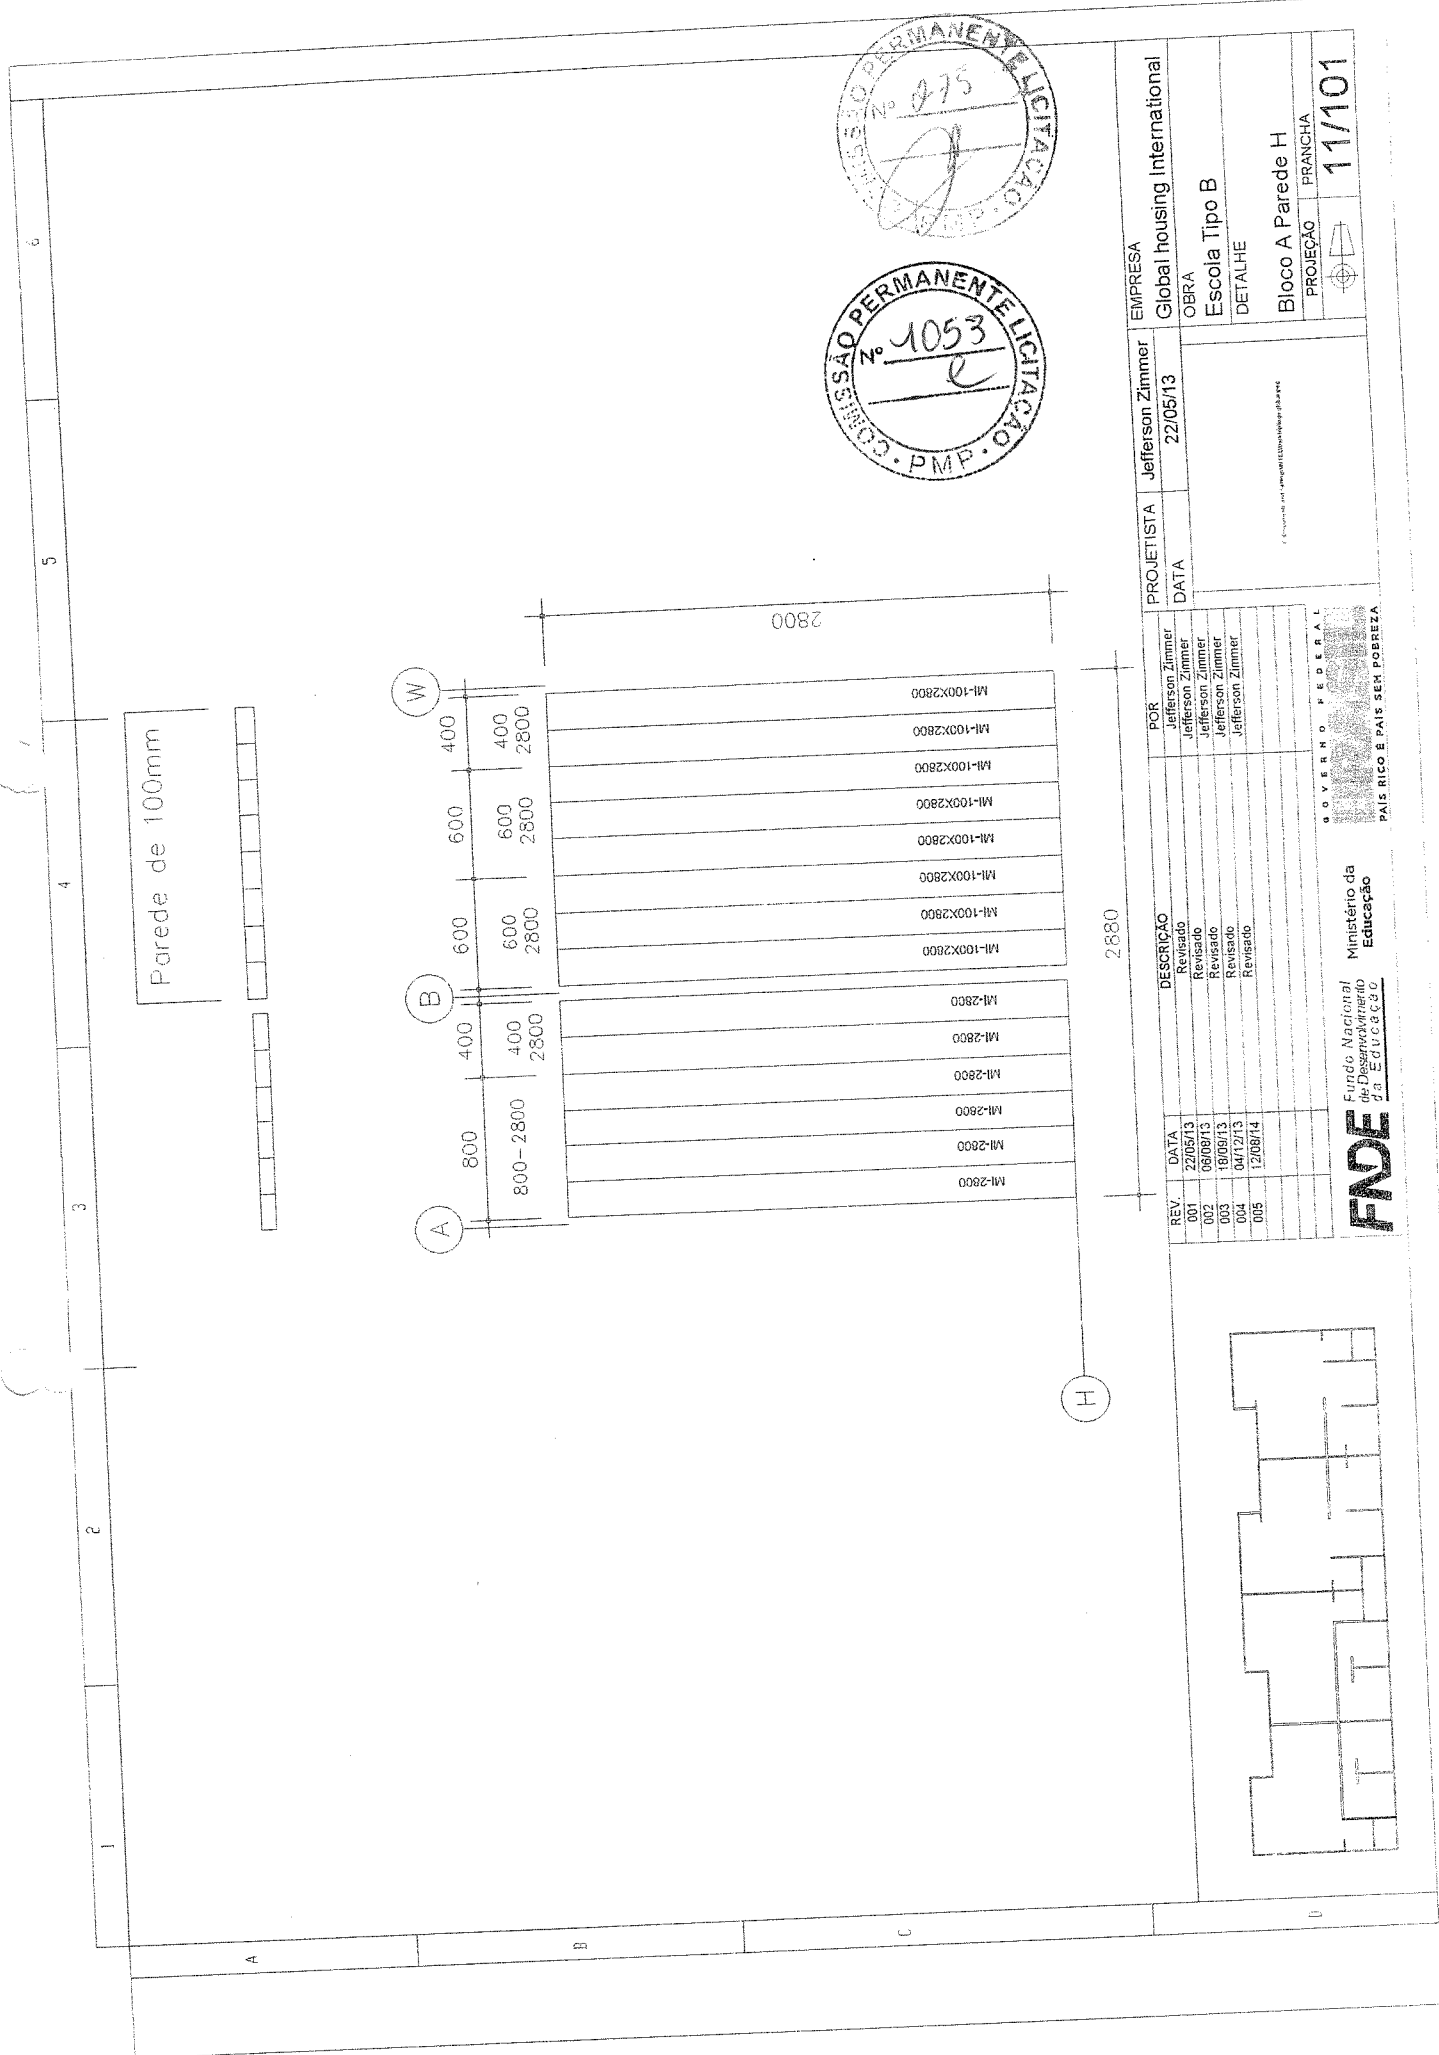 1
2
3
4
5
6
A
B
C
D
Parede de 100mm
A
B
W
800
400
600
600
400
800-2800
400
2800
600
2800
600
2800
400
2800
MI-2800
MI-2800
MI-2800
MI-2800
MI-2800
MI-2800
MI-100X2800
MI-100X2800
MI-100X2800
MI-100X2800
MI-100X2800
MI-100X2800
MI-100X2800
MI-100X2800
2800
2880
H
COMISSÃO PERMANENTE LICITAÇÃO · PMP ·
Nº 1053
PERMANENTE LICITAÇÃO
Nº
REV. DATA DESCRIÇÃO POR
001 22/05/13 Revisado Jefferson Zimmer
002 06/08/13 Revisado Jefferson Zimmer
003 18/09/13 Revisado Jefferson Zimmer
004 04/12/13 Revisado Jefferson Zimmer
005 12/08/14 Revisado Jefferson Zimmer
PROJETISTA Jefferson Zimmer
DATA 22/05/13
EMPRESA
Global housing International
OBRA
Escola Tipo B
DETALHE
Bloco A Parede H
PROJEÇÃO PRANCHA
11/101
FNDE
Fundo Nacional
de Desenvolvimento
da Educação
Ministério da
Educação
GOVERNO FEDERAL
PAÍS RICO É PAÍS SEM POBREZA